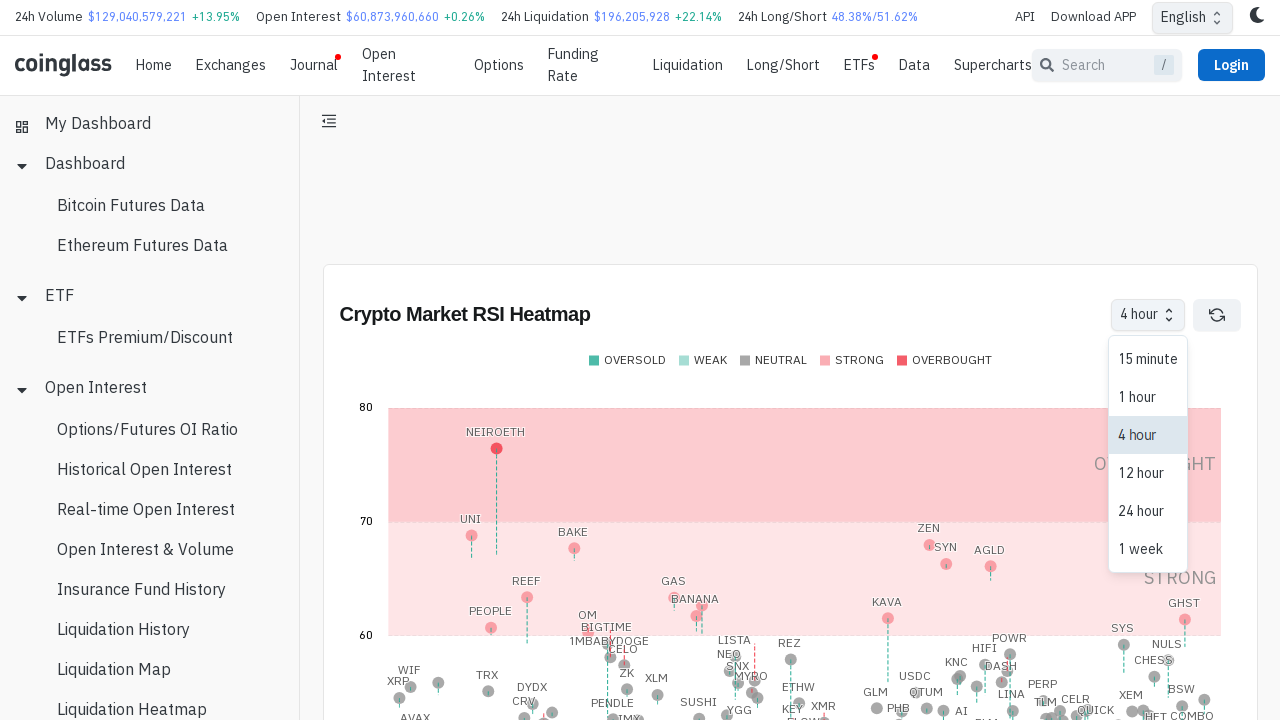 24h Volume $129,040,579,221 +13.95% Open Interest $60,873,960,660 +0.26% 24h Liquidation $196,205,928 +22.14% 24h Long/Short 48.38%/51.62% API Download APP English
coinglass Home Exchanges Journal Open Interest Options Funding Rate Liquidation Long/Short ETFs Data Supercharts Search / Login
My Dashboard
Dashboard
Bitcoin Futures Data
Ethereum Futures Data
ETF
ETFs Premium/Discount
Open Interest
Options/Futures OI Ratio
Historical Open Interest
Real-time Open Interest
Open Interest & Volume
Insurance Fund History
Liquidation History
Liquidation Map
Liquidation Heatmap
Crypto Market RSI Heatmap
4 hour
OVERSOLD WEAK NEUTRAL STRONG OVERBOUGHT
15 minute
1 hour
4 hour
12 hour
24 hour
1 week
80
NEIROETH
70
UNI
BAKE
ZEN
SYN
AGLD
STRONG
REEF
GAS
BANANA
KAVA
GHST
PEOPLE
OM
BIGTIME
60
1MBABYDOGE
CELO
LISTA
REZ
POWR
SYS
NULS
HIFI
NEO
SNX
KNC
DASH
CHESS
WIF
XRP
TRX
ZK
XLM
MYRO
USDC
DYDX
ETHW
GLM
QTUM
PERP
LINA
BSW
CRV
PENDLE
SUSHI
YGG
KEY
XMR
PHB
AI
TLM
CELR
QUICK
XEM
AVAX
IMX
HFT
COMBO